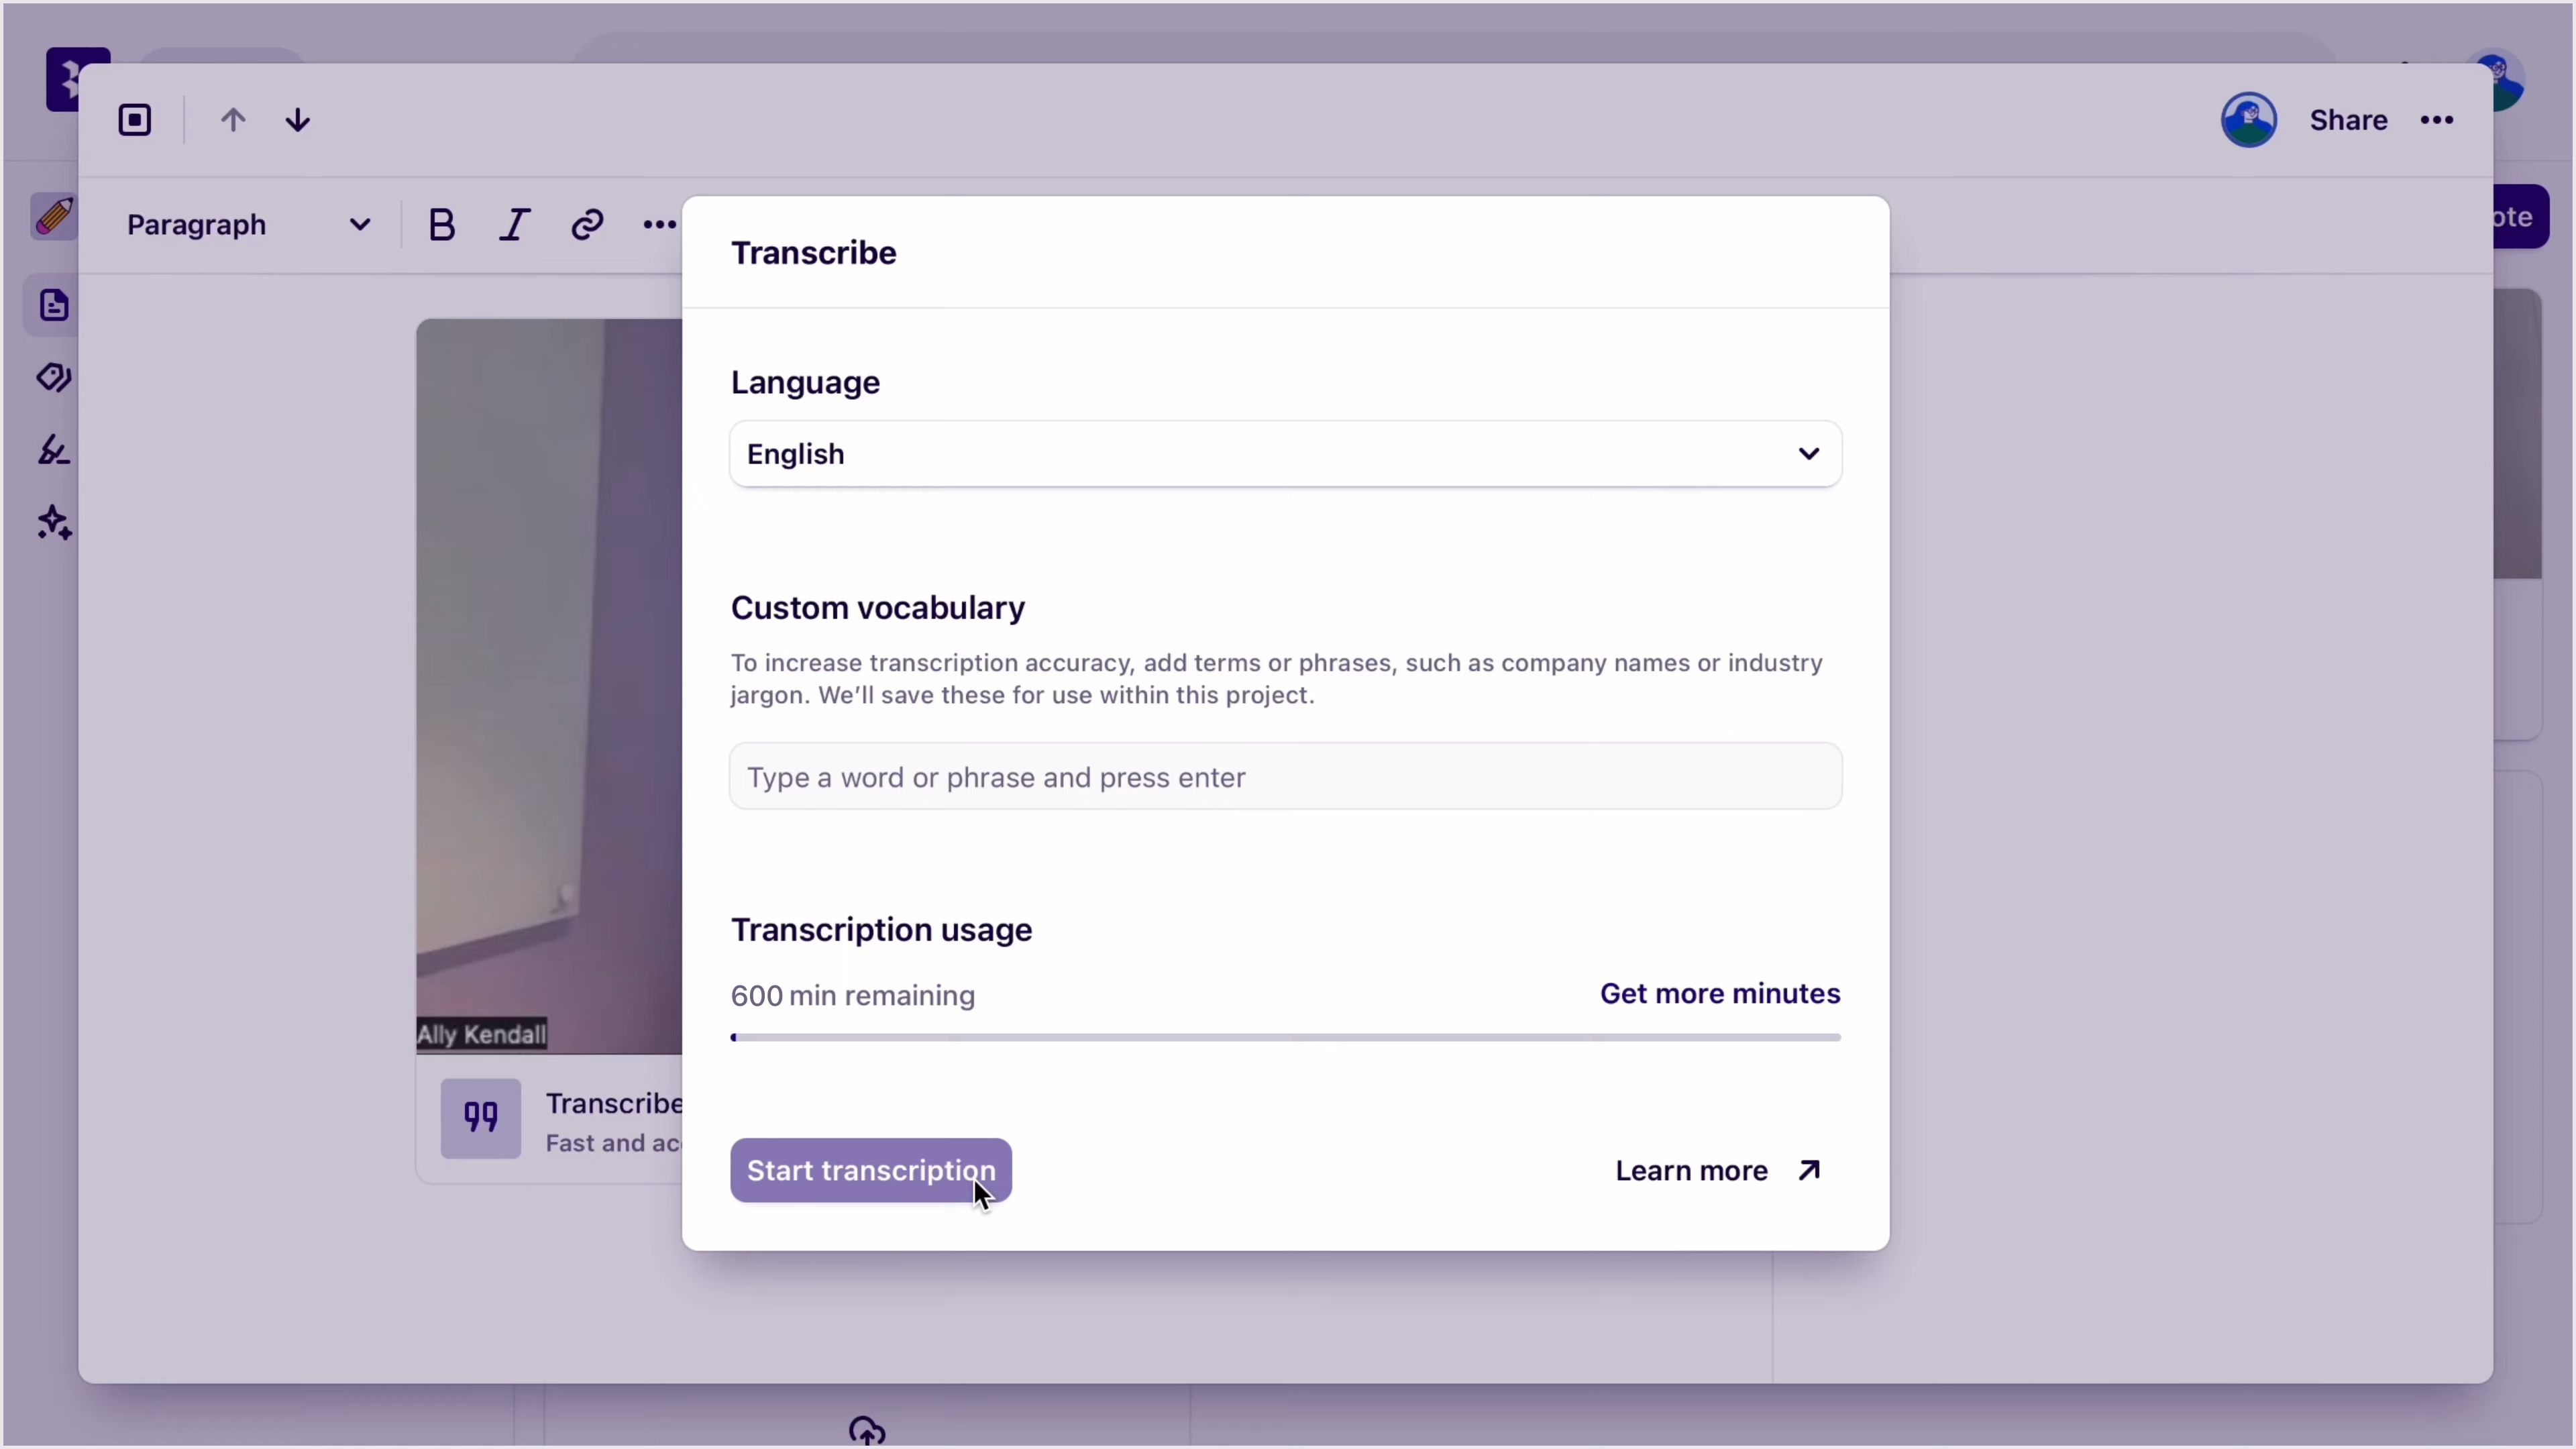 Share
Paragraph
Transcribe
Language
English
Custom vocabulary
To increase transcription accuracy, add terms or phrases, such as company names or industry
jargon. We’ll save these for use within this project.
Type a word or phrase and press enter
Transcription usage
600 min remaining
Get more minutes
Ally Kendall
Transcribe
Fast and
Start transcription
Learn more